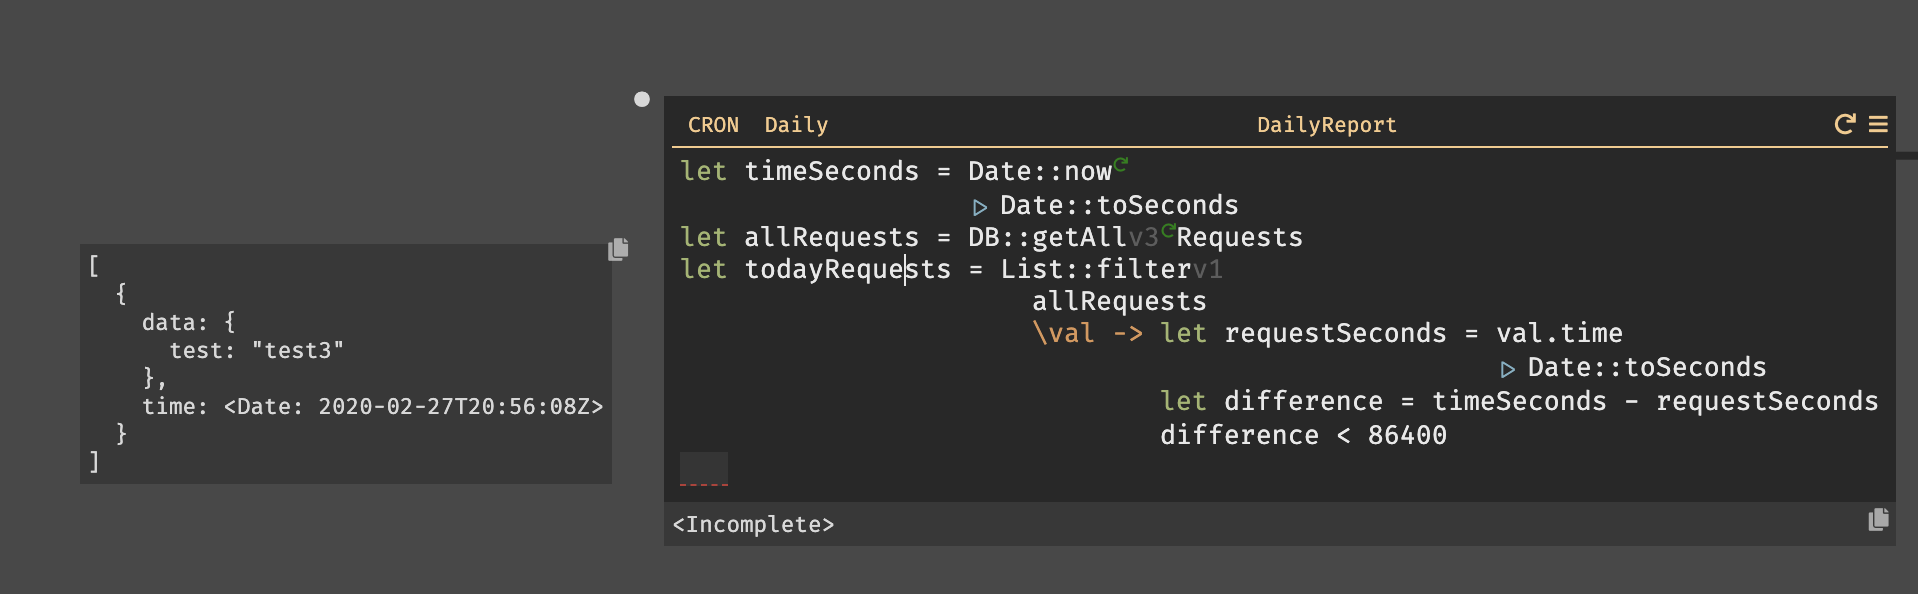 CRON Daily DailyReport
let timeSeconds = Date::now
▷ Date::toSeconds
let allRequests = DB::getAllv3 Requests
let todayRequests = List::filterv1
allRequests
\val -> let requestSeconds = val.time
▷ Date::toSeconds
let difference = timeSeconds - requestSeconds
difference < 86400
<Incomplete>
[
{
data: {
test: "test3"
},
time: <Date: 2020-02-27T20:56:08Z>
}
]